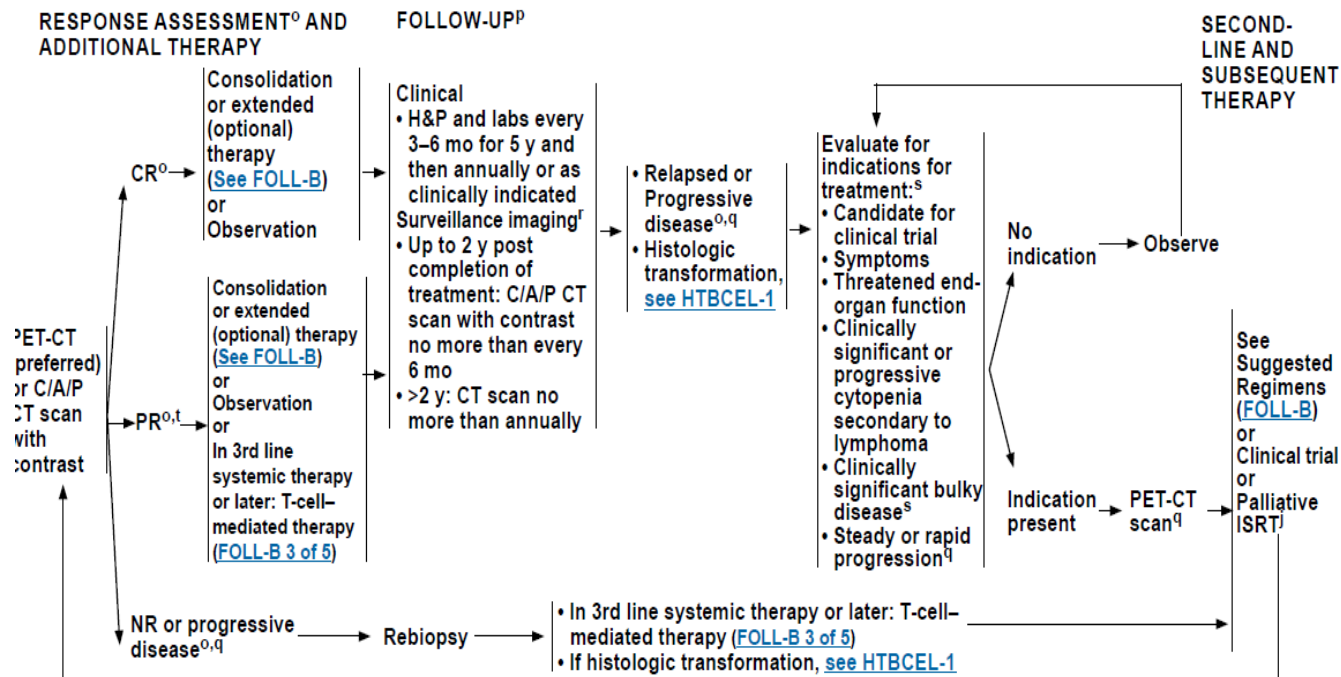 RESPONSE ASSESSMENTᵒ AND
ADDITIONAL THERAPY
FOLLOW-UPᵖ
SECOND-
LINE AND
SUBSEQUENT
THERAPY
PET-CT
(preferred)
or C/A/P
CT scan
with
contrast
CRᵒ
Consolidation
or extended
(optional)
therapy
(See FOLL-B)
or
Observation
PRᵒ,ᵗ
Consolidation
or extended
(optional) therapy
(See FOLL-B)
or
Observation
or
In 3rd line
systemic therapy
or later: T-cell–
mediated therapy
(FOLL-B 3 of 5)
Clinical
• H&P and labs every
3–6 mo for 5 y and
then annually or as
clinically indicated
Surveillance imagingʳ
• Up to 2 y post
completion of
treatment: C/A/P CT
scan with contrast
no more than every
6 mo
• >2 y: CT scan no
more than annually
• Relapsed or
Progressive
diseaseᵒ,q
• Histologic
transformation,
see HTBCEL-1
Evaluate for
indications for
treatment:ˢ
• Candidate for
clinical trial
• Symptoms
• Threatened end-
organ function
• Clinically
significant or
progressive
cytopenia
secondary to
lymphoma
• Clinically
significant bulky
diseaseˢ
• Steady or rapid
progressionq
No
indication
Observe
Indication
present
PET-CT
scanq
See
Suggested
Regimens
(FOLL-B)
or
Clinical trial
or
Palliative
ISRTʲ
NR or progressive
diseaseᵒ,q
Rebiopsy
• In 3rd line systemic therapy or later: T-cell–
mediated therapy (FOLL-B 3 of 5)
• If histologic transformation, see HTBCEL-1